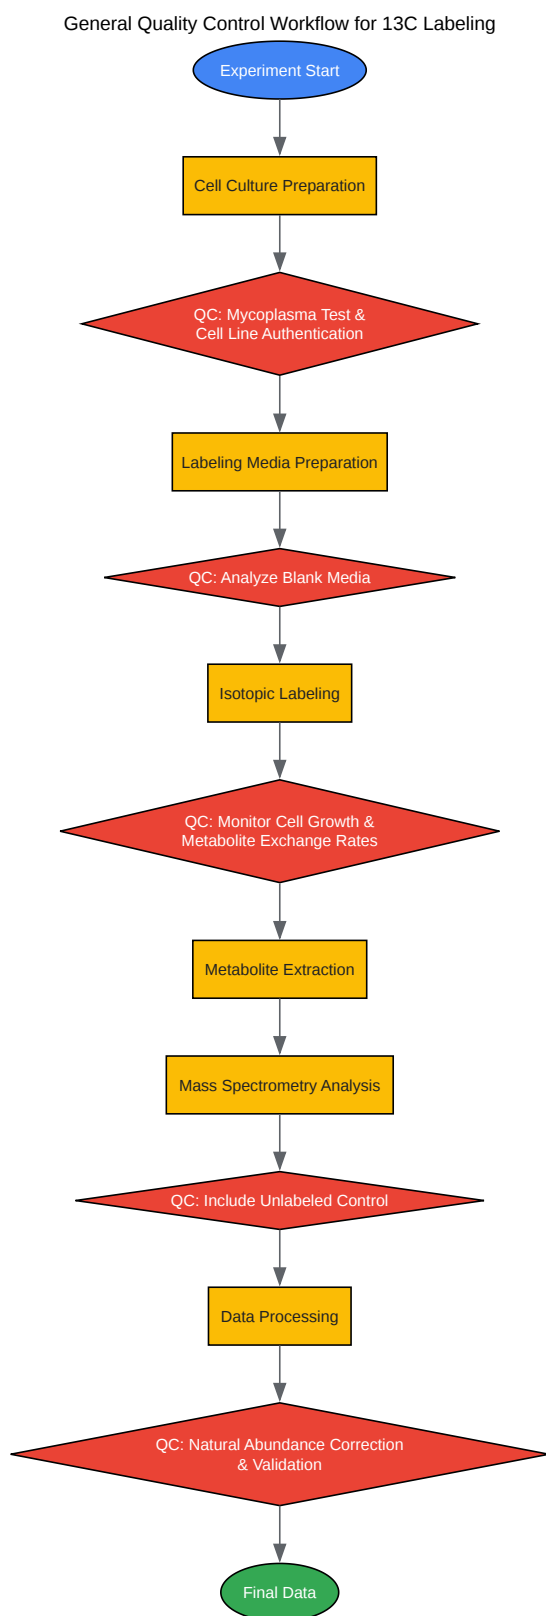 General Quality Control Workflow for 13C Labeling
Experiment Start
Cell Culture Preparation
QC: Mycoplasma Test &
Cell Line Authentication
Labeling Media Preparation
QC: Analyze Blank Media
Isotopic Labeling
QC: Monitor Cell Growth &
Metabolite Exchange Rates
Metabolite Extraction
Mass Spectrometry Analysis
QC: Include Unlabeled Control
Data Processing
QC: Natural Abundance Correction
& Validation
Final Data